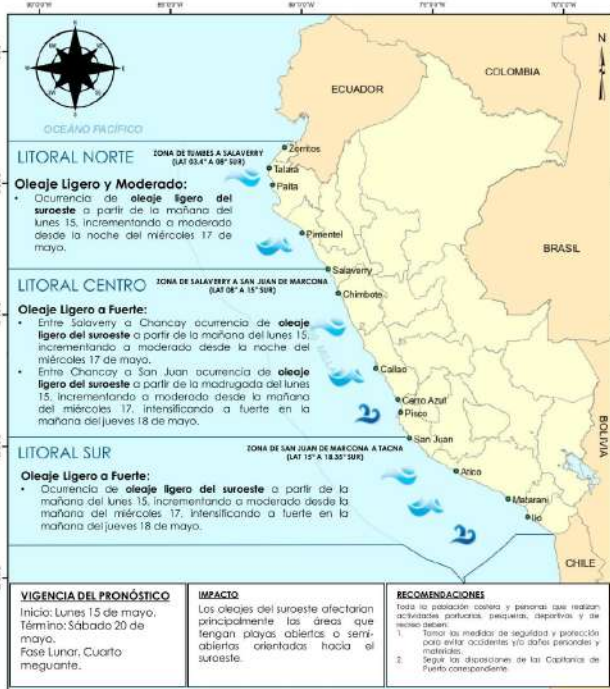 80°0'0"W
N
COLOMBIA
ECUADOR
OCEÁNO PACÍFICO
LITORAL NORTE
ZONA DE TUMBES A SALAVERRY
(LAT 03.4° A 08° SUR)
Oleaje Ligero y Moderado:
• Ocurrencia de oleaje ligero del
suroeste a partir de la mañana del
lunes 15, incrementando a moderado
desde la noche del miércoles 17 de
mayo.
Zorritos
Talara
Paita
Pimentel
BRASIL
LITORAL CENTRO
ZONA DE SALAVERRY A SAN JUAN DE MARCONA
(LAT 08° A 15° SUR)
Salaverry
Chimbote
Oleaje Ligero a Fuerte:
• Entre Salaverry a Chancay ocurrencia de oleaje
ligero del suroeste a partir de la mañana del lunes 15,
incrementando a moderado desde la noche del
miércoles 17 de mayo.
• Entre Chancay a San Juan ocurrencia de oleaje
ligero del suroeste a partir de la madrugada del lunes
15, incrementando a moderado desde la mañana
del miércoles 17, intensificando a fuerte en la
mañana del jueves 18 de mayo.
Callao
Cerro Azul
Pisco
San Juan
BOLIVIA
LITORAL SUR
ZONA DE SAN JUAN DE MARCONA A TACNA
(LAT 15° A 18.35° SUR)
Oleaje Ligero a Fuerte:
• Ocurrencia de oleaje ligero del suroeste a partir de la
mañana del lunes 15, incrementando a moderado desde la
mañana del miércoles 17, intensificando a fuerte en la
mañana del jueves 18 de mayo.
Atico
Matarani
Ilo
CHILE
VIGENCIA DEL PRONÓSTICO
Inicio: Lunes 15 de mayo.
Término: Sábado 20 de
mayo.
Fase Lunar, Cuarto
meguante.
IMPACTO
Los oleajes del suroeste afectarían
principalmente las áreas que
tengan playas abiertas o semi-
abiertas orientadas hacia el
suroeste.
RECOMENDACIONES
Toda la población costera y personas que realizan
actividades portuarias, pesqueras, deportivas y de
recreo deben:
1. Tomar las medidas de seguridad y protección
para evitar accidentes y/o daños personales y
materiales.
2. Seguir las disposiciones de las Capitanías de
Puerto correspondiente.